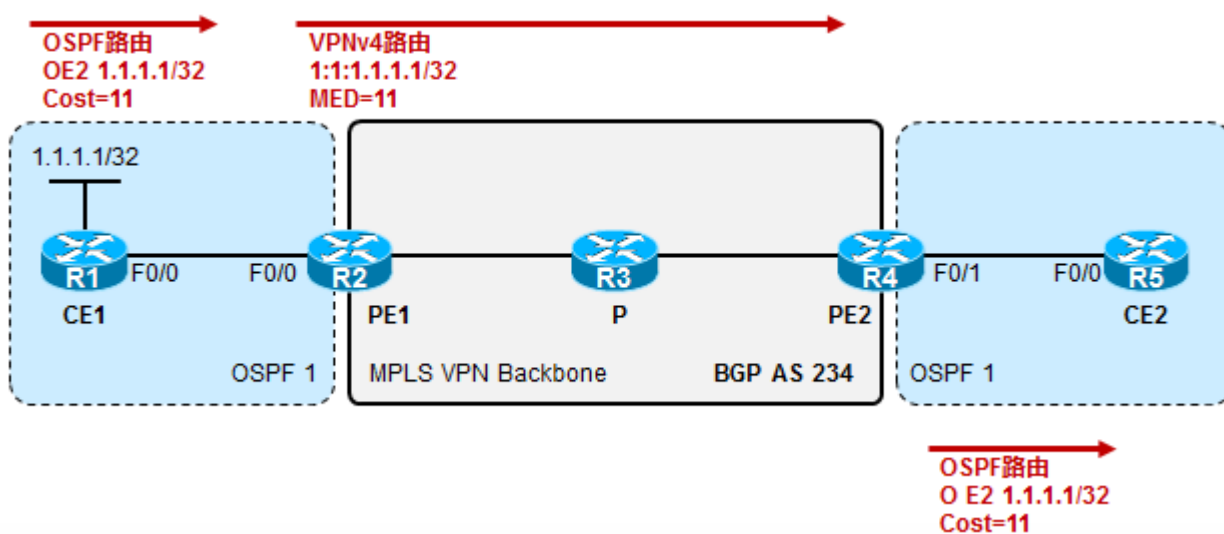 OSPF路由
OE2 1.1.1.1/32
Cost=11
VPNv4路由
1:1:1.1.1.1/32
MED=11
1.1.1.1/32
R1
F0/0
F0/0
R2
R3
R4
F0/1
F0/0
R5
CE1
PE1
P
PE2
CE2
OSPF 1
MPLS VPN Backbone
BGP AS 234
OSPF 1
OSPF路由
O E2 1.1.1.1/32
Cost=11